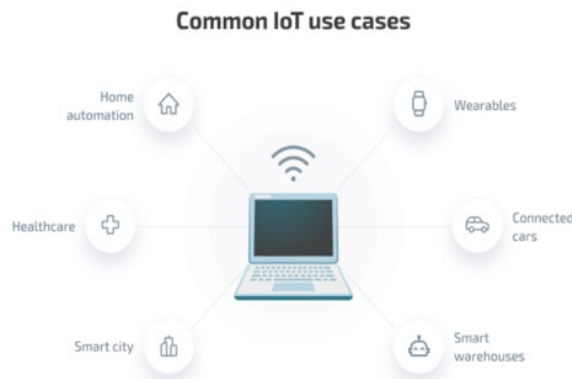 Common IoT use cases
Home
automation
Wearables
Healthcare
Connected
cars
Smart city
Smart
warehouses